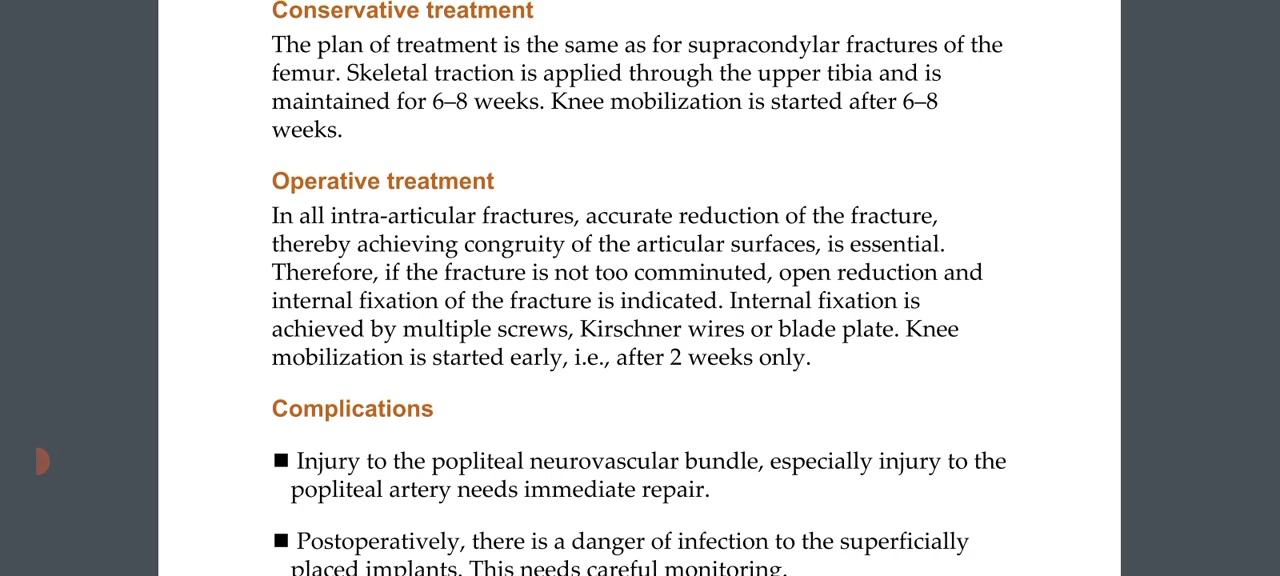 Conservative treatment
The plan of treatment is the same as for supracondylar fractures of the
femur. Skeletal traction is applied through the upper tibia and is
maintained for 6–8 weeks. Knee mobilization is started after 6–8
weeks.
Operative treatment
In all intra-articular fractures, accurate reduction of the fracture,
thereby achieving congruity of the articular surfaces, is essential.
Therefore, if the fracture is not too comminuted, open reduction and
internal fixation of the fracture is indicated. Internal fixation is
achieved by multiple screws, Kirschner wires or blade plate. Knee
mobilization is started early, i.e., after 2 weeks only.
Complications
■ Injury to the popliteal neurovascular bundle, especially injury to the
popliteal artery needs immediate repair.
■ Postoperatively, there is a danger of infection to the superficially
placed implants. This needs careful monitoring.